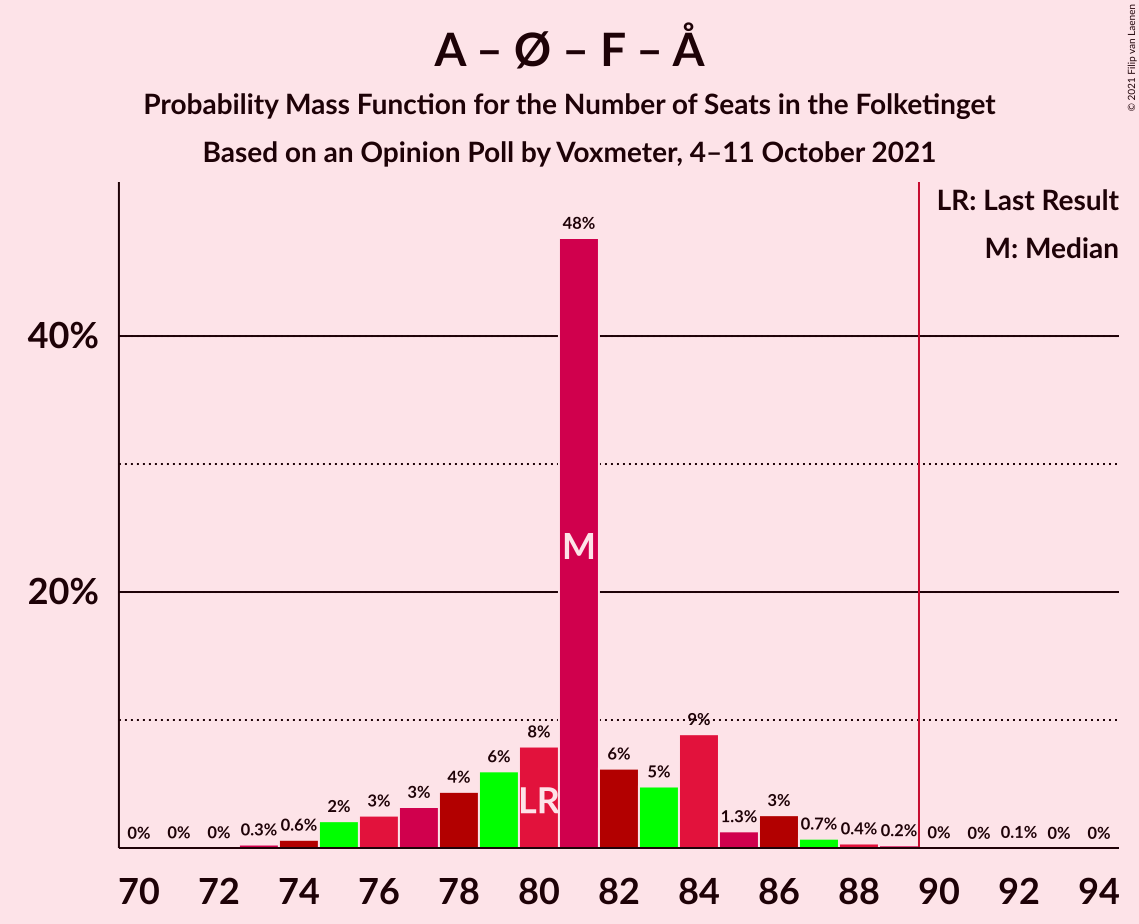 A – Ø – F – Å
Probability Mass Function for the Number of Seats in the Folketinget
Based on an Opinion Poll by Voxmeter, 4–11 October 2021
© 2021 Filip van Laenen
LR: Last Result
M: Median
40%
20%
0% 0% 0% 0.3% 0.6% 2% 3% 3% 4% 6% 8% 48% 6% 5% 9% 1.3% 3% 0.7% 0.4% 0.2% 0% 0% 0.1% 0% 0%
M
LR
70 72 74 76 78 80 82 84 86 88 90 92 94